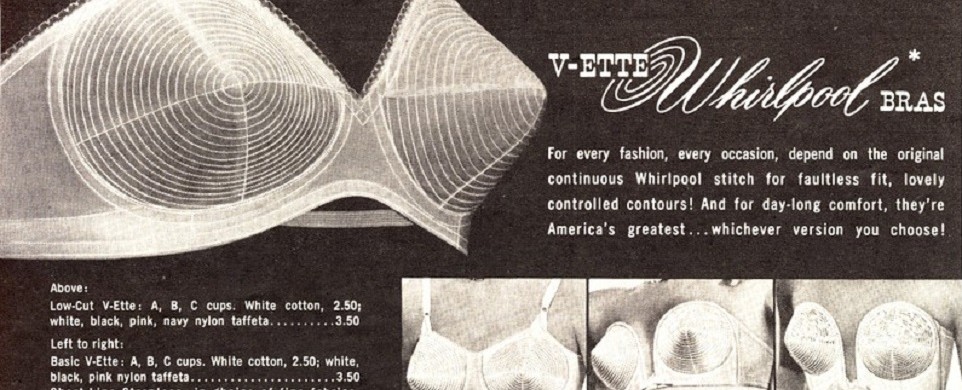 V-ETTE Whirlpool* BRAS
For every fashion, every occasion, depend on the original
continuous Whirlpool stitch for faultless fit, lovely
controlled contours! And for day-long comfort, they're
America's greatest...whichever version you choose!
Above:
Low-Cut V-Ette: A, B, C cups. White cotton, 2.50;
white, black, pink, navy nylon taffeta..........3.50
Left to right:
Basic V-Ette: A, B, C cups. White cotton, 2.50; white,
black, pink nylon taffeta......................3.50